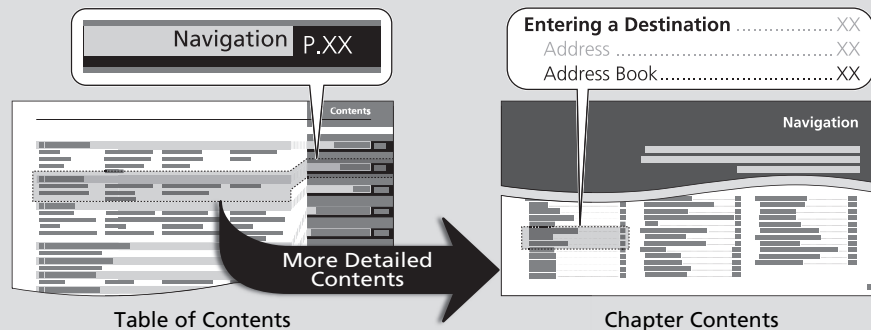 Navigation P.XX
Entering a Destination XX
Address XX
Address Book XX
Contents
Navigation
More Detailed
Contents
Table of Contents
Chapter Contents